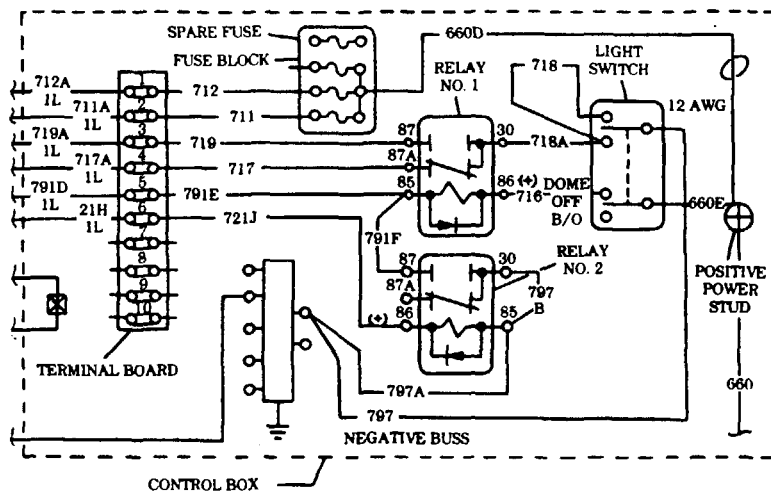 SPARE FUSE
FUSE BLOCK
660D
RELAY
NO. 1
LIGHT
SWITCH
12 AWG
712A
1L
1
712
711A
1L
2
711
719A
1L
3
719
87
30
718
718A
717A
1L
4
717
87A
791D
1L
5
791E
85
86 (+)
716
DOME
OFF
B/O
660E
21H
1L
6
721J
7
8
9
10
791F
87
30
RELAY
NO. 2
87A
797
B
(+)
86
85
POSITIVE
POWER
STUD
TERMINAL BOARD
797A
797
660
NEGATIVE BUSS
CONTROL BOX